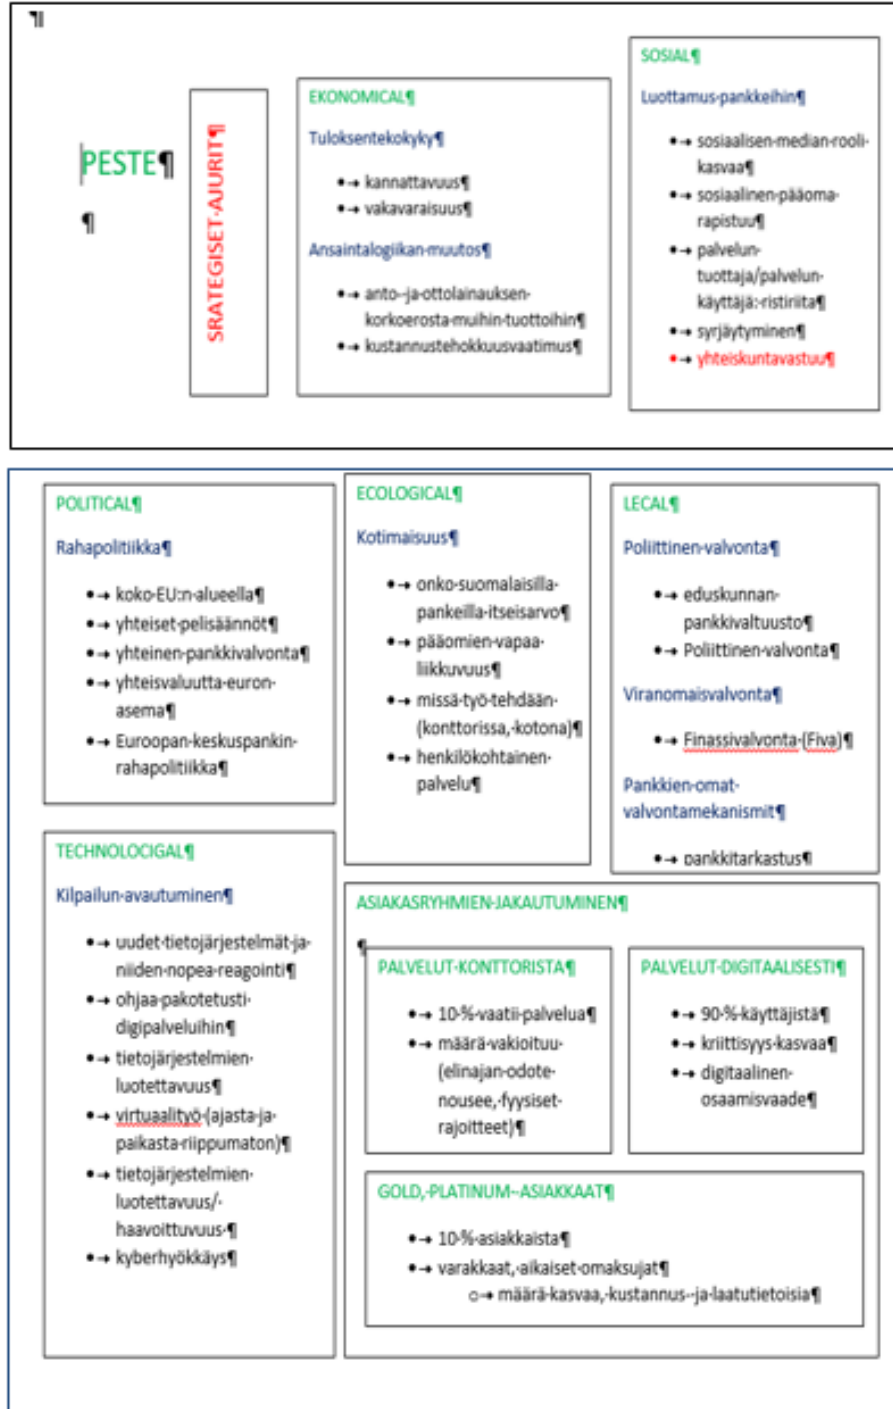 PESTE¶
¶
SRATEGISET·AJURIT¶
EKONOMICAL¶
Tuloksentekokyky¶
•→ kannattavuus¶
•→ vakavaraisuus¶
Ansaintalogiikan·muutos¶
•→ anto-·ja·ottolainauksen·
korkoerosta·muihin·tuottoihin¶
•→ kustannustehokkuusvaatimus¶
SOSIAL¶
Luottamus·pankkeihin¶
•→ sosiaalisen·median·rooli·
kasvaa¶
•→ sosiaalinen·pääoma·
rapistuu¶
•→ palvelun·
tuottaja/palvelun·
käyttäjä:·ristiriita¶
•→ syrjäytyminen¶
•→ yhteiskuntavastuu¶
POLITICAL¶
Rahapolitiikka¶
•→ koko·EU:n·alueella¶
•→ yhteiset·pelisäännöt¶
•→ yhteinen·pankkivalvonta¶
•→ yhteisvaluutta·euron·
asema¶
•→ Euroopan·keskuspankin·
rahapolitiikka¶
ECOLOGICAL¶
Kotimaisuus¶
•→ onko·suomalaisilla·
pankeilla·itseisarvo¶
•→ pääomien·vapaa·
liikkuvuus¶
•→ missä·työ·tehdään·
(konttorissa,·kotona)¶
•→ henkilökohtainen·
palvelu¶
LECAL¶
Poliittinen·valvonta¶
•→ eduskunnan·
pankkivaltuusto¶
•→ Poliittinen·valvonta¶
Viranomaisvalvonta¶
•→ Finassivalvonta·(Fiva)¶
Pankkien·omat·
valvontamekanismit¶
•→ pankkitarkastus¶
TECHNOLOCIGAL¶
Kilpailun·avautuminen¶
•→ uudet·tietojärjestelmät·ja·
niiden·nopea·reagointi¶
•→ ohjaa·pakotetusti·
digipalveluihin¶
•→ tietojärjestelmien·
luotettavuus¶
•→ virtuaalityö·(ajasta·ja·
paikasta·riippumaton)¶
•→ tietojärjestelmien·
luotettavuus/·
haavoittuvuus·¶
•→ kyberhyökkäys¶
ASIAKASRYHMIEN·JAKAUTUMINEN¶
¶
PALVELUT·KONTTORISTA¶
•→ 10·%·vaatii·palvelua¶
•→ määrä·vakioituu·
(elinajan·odote·
nousee,·fyysiset·
rajoitteet)¶
PALVELUT·DIGITAALISESTI¶
•→ 90·%·käyttäjistä¶
•→ kriittisyys·kasvaa¶
•→ digitaalinen·
osaamisvaade¶
GOLD,·PLATINUM-·ASIAKKAAT¶
•→ 10·%·asiakkaista¶
•→ varakkaat,·aikaiset·omaksujat¶
○→ määrä·kasvaa,·kustannus-·ja·laatutietoisia¶